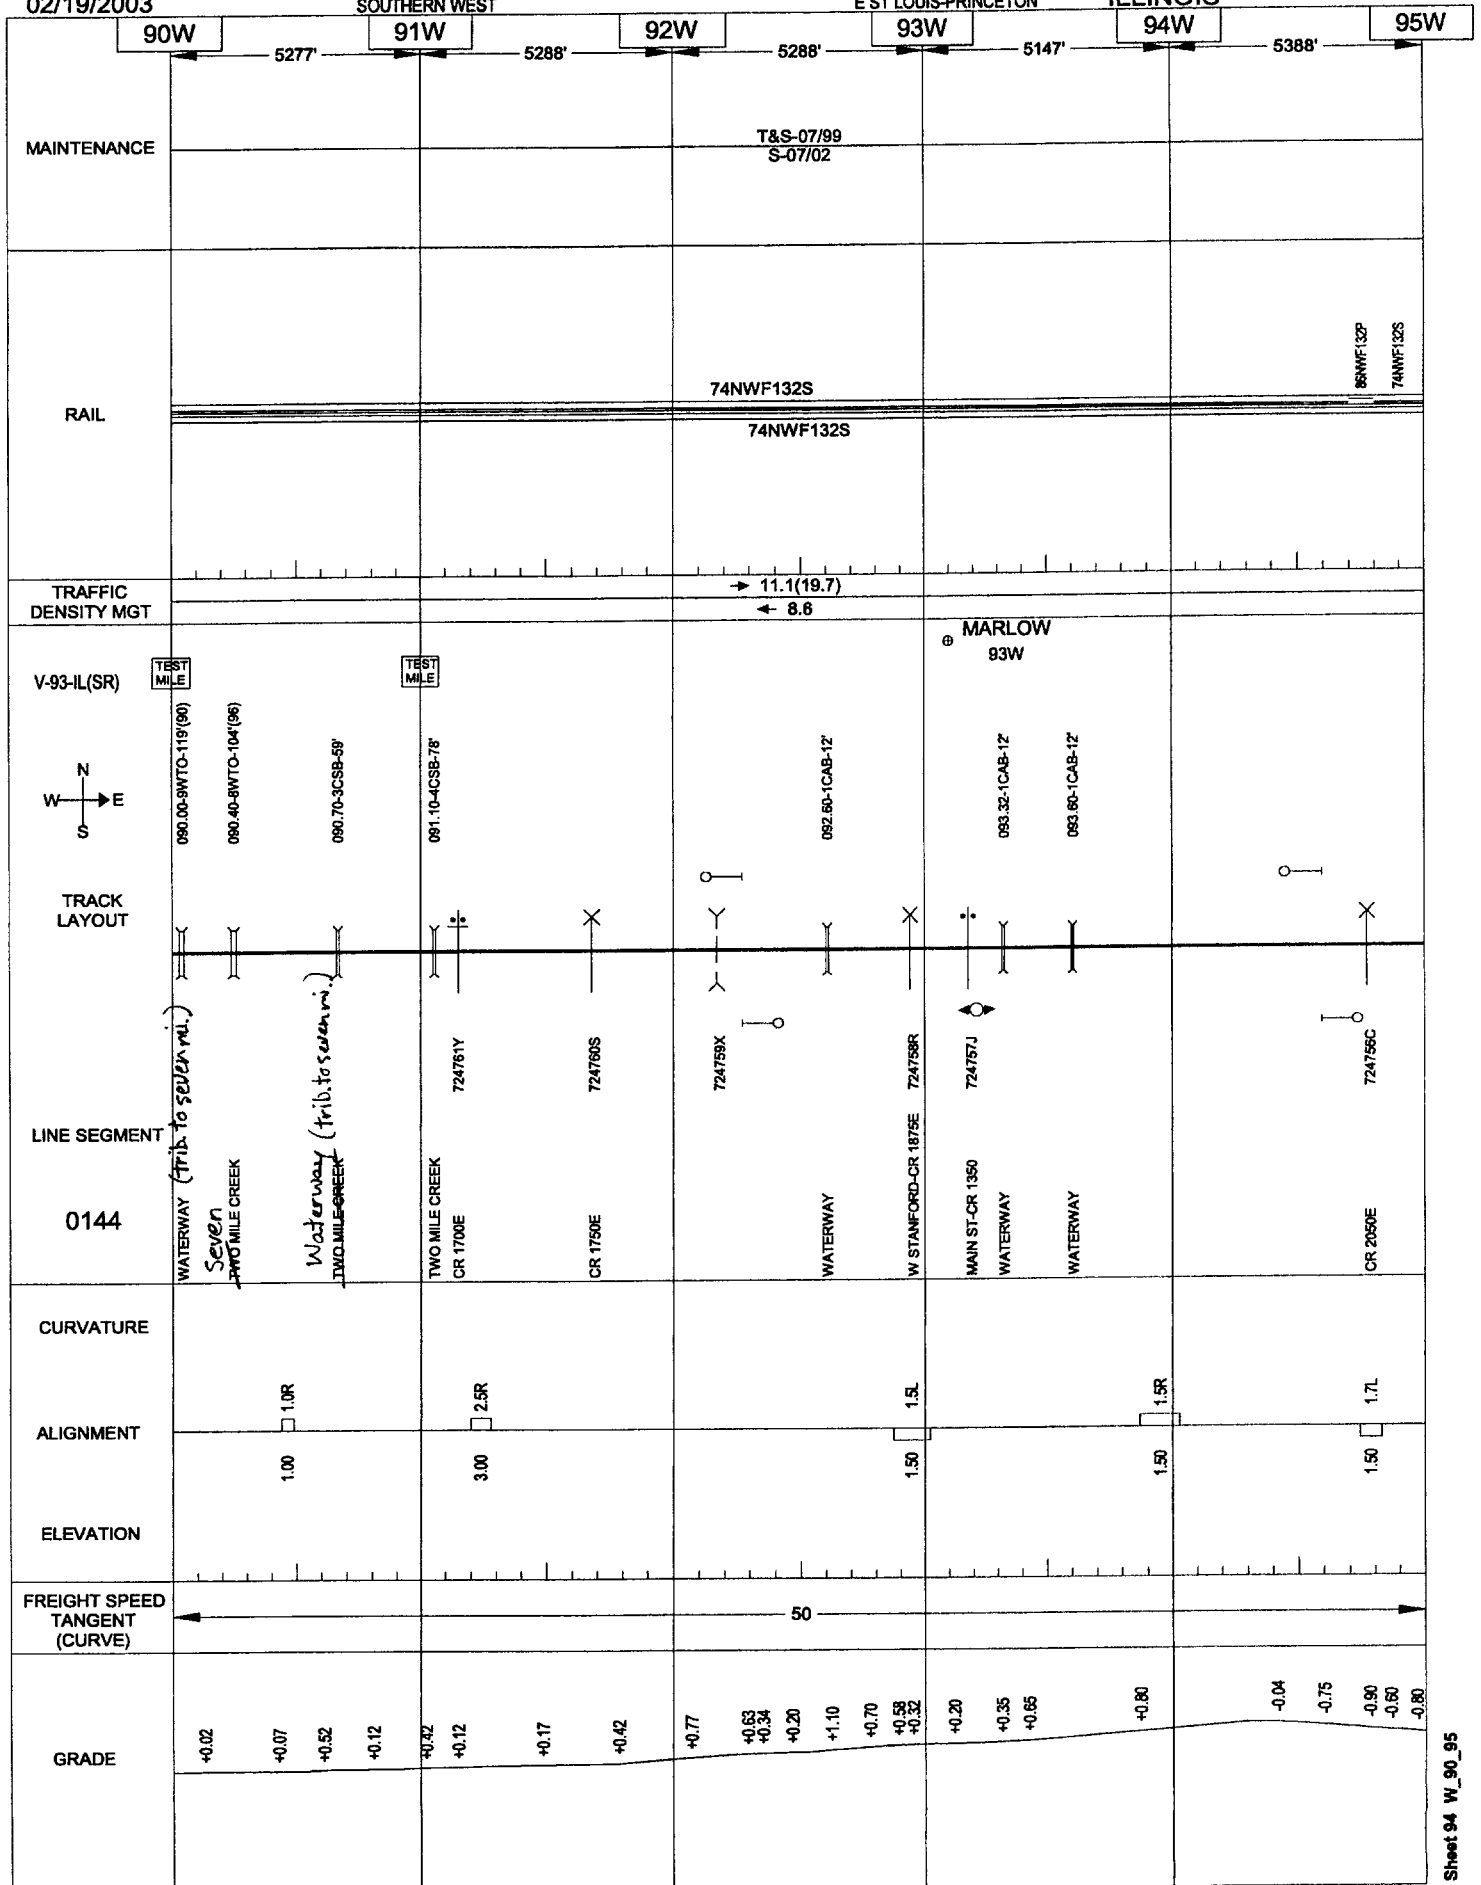 02/19/2003 SOUTHERN WEST E ST LOUIS-PRINCETON ILLINOIS
90W 91W 92W 93W 94W 95W
5277' 5288' 5288' 5147' 5388'
MAINTENANCE
T&S-07/99
S-07/02
RAIL
74NWF132S
74NWF132S
86NWF132P
74NWF132S
TRAFFIC
DENSITY MGT
→ 11.1(19.7)
← 8.6
MARLOW
93W
V-93-IL(SR)
TEST
MILE
TEST
MILE
N
W E
S
090.00-9WTO-119'(90)
090.40-8WTO-104'(96)
090.70-3CSB-59'
091.10-4CSB-78'
092.60-1CAB-12'
093.32-1CAB-12'
093.60-1CAB-12'
TRACK
LAYOUT
724761Y
724760S
724759X
724758R
724757J
724756C
LINE SEGMENT
0144
WATERWAY (trib. to seven mi.)
Seven
TWO MILE CREEK
Waterway (trib. to seven mi.)
TWO MILE CREEK
TWO MILE CREEK
CR 1700E
CR 1750E
WATERWAY
W STANFORD-CR 1875E
MAIN ST-CR 1350
WATERWAY
WATERWAY
CR 2050E
CURVATURE
1.0R 2.5R 1.5L 1.5R 1.7L
ALIGNMENT
1.00 3.00 1.50 1.50 1.50
ELEVATION
FREIGHT SPEED
TANGENT
(CURVE)
50
GRADE
+0.02 +0.07 +0.52 +0.12 +0.42 +0.12 +0.17 +0.42 +0.77 +0.63 +0.34 +0.20 +1.10 +0.70 +0.58 +0.32 +0.20 +0.35 +0.65 +0.80 -0.04 -0.75 -0.90 -0.60 -0.80
Sheet 94 W_90_95